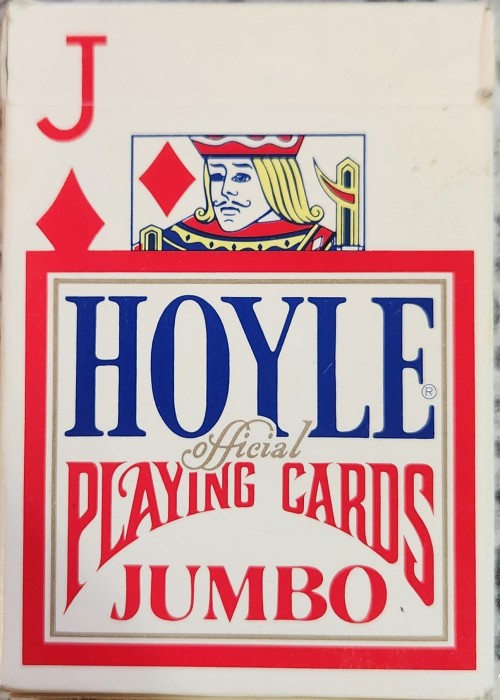 J
HOYLE®
official
PLAYING CARDS
JUMBO